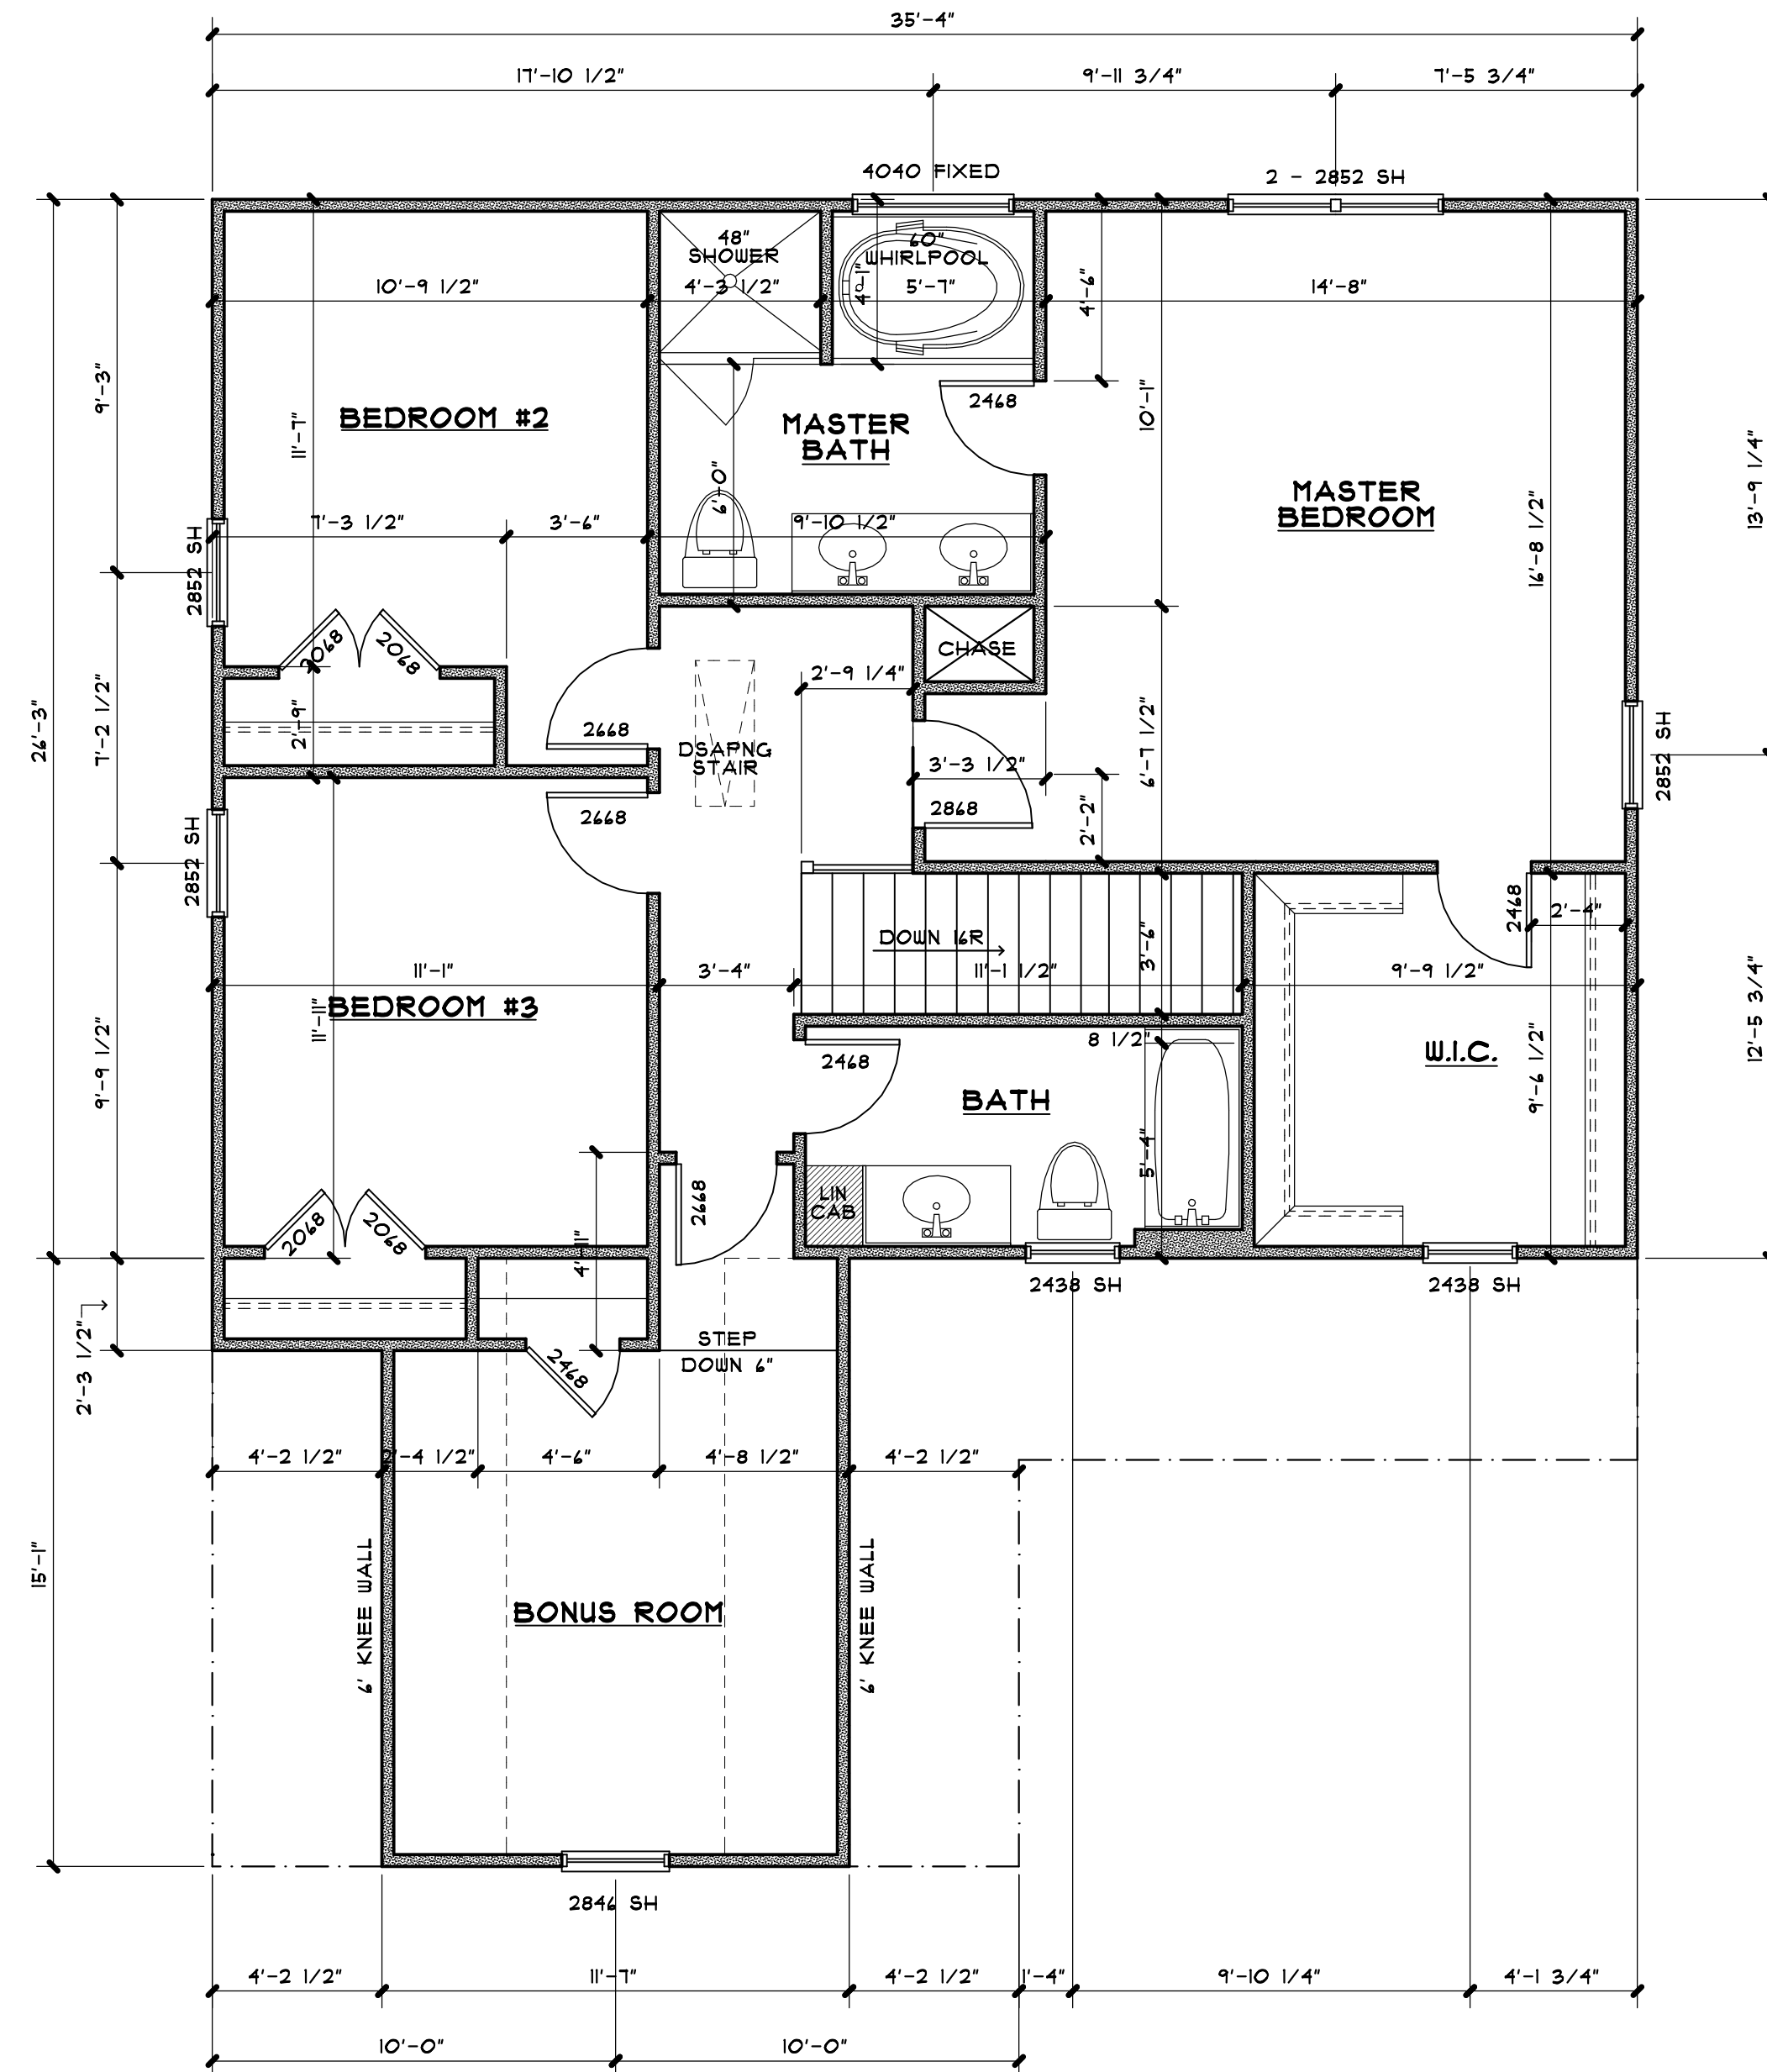 35'-4"
17'-10 1/2"
9'-11 3/4"
7'-5 3/4"
4040 FIXED
2 - 2852 SH
48"
SHOWER
60"
WHIRLPOOL
10'-9 1/2"
4'-3 1/2"
4'-1"
5'-7"
4'-6"
14'-8"
9'-3"
11'-7"
BEDROOM #2
2468
10'-1"
MASTER
BATH
13'-9 1/4"
6'-0"
MASTER
BEDROOM
16'-8 1/2"
7'-3 1/2"
3'-6"
9'-10 1/2"
2852 SH
2068
2068
CHASE
2'-9 1/4"
26'-3"
7'-2 1/2"
2'-9"
2668
DSAPNG
STAIR
3'-3 1/2"
6'-7 1/2"
2852 SH
2668
2868
2'-2"
2852 SH
2468
2'-4"
DOWN 16R
3'-6"
11'-1"
3'-4"
11'-1 1/2"
9'-9 1/2"
11'-11"
BEDROOM #3
12'-5 3/4"
9'-9 1/2"
8 1/2"
2468
W.I.C.
9'-6 1/2"
BATH
5'-4"
2668
LIN
CAB
2068
2068
4'-11"
2438 SH
2438 SH
2'-3 1/2"
STEP
DOWN 6"
2468
4'-2 1/2"
2'-4 1/2"
4'-6"
4'-8 1/2"
4'-2 1/2"
15'-1"
6' KNEE WALL
6' KNEE WALL
BONUS ROOM
2846 SH
4'-2 1/2"
11'-7"
4'-2 1/2"
1'-4"
9'-10 1/4"
4'-1 3/4"
10'-0"
10'-0"